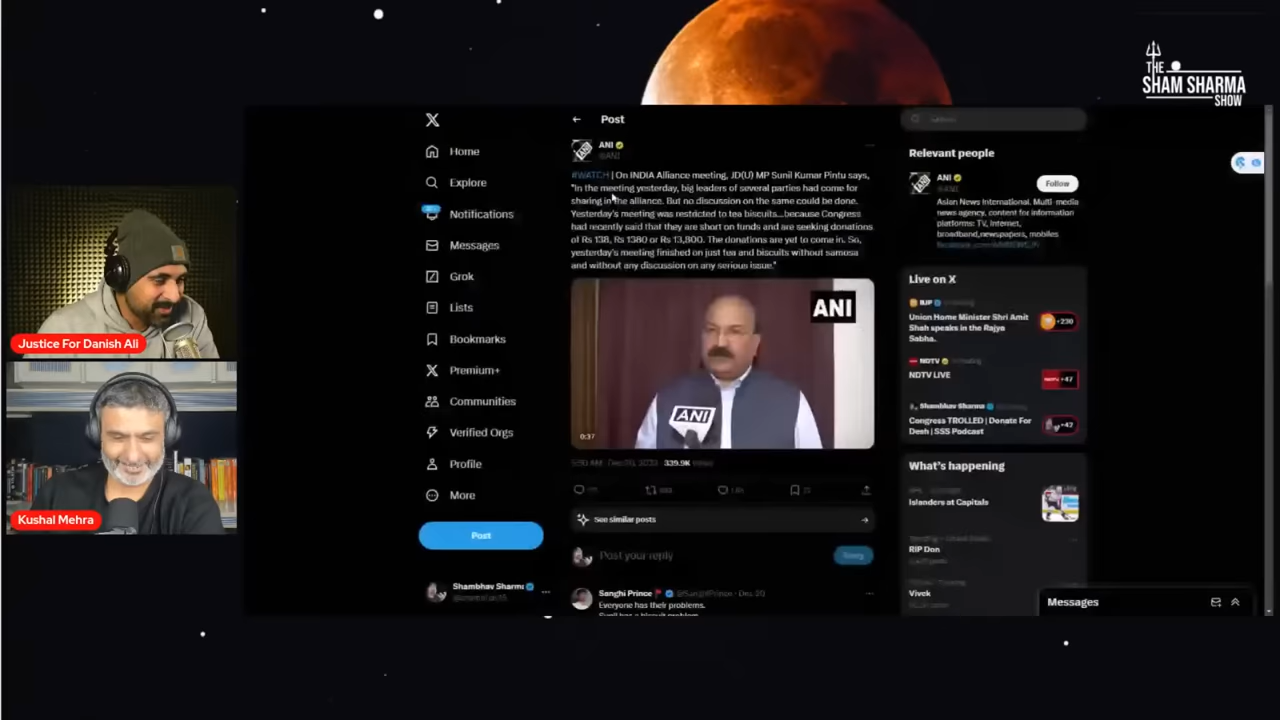 THE
SHAM SHARMA
SHOW
Justice For Danish Ali
Kushal Mehra
X
Home
Explore
Notifications
Messages
Grok
Lists
Bookmarks
Premium+
Communities
Verified Orgs
Profile
More
Post
Shambhav Sharma
Post
ANI
@ANI
#WATCH | On INDIA Alliance meeting, JD(U) MP Sunil Kumar Pintu says,
"In the meeting yesterday, big leaders of several parties had come for
sharing in the alliance. But no discussion on the same could be done.
Yesterday's meeting was restricted to tea biscuits...because Congress
had recently said that they are short on funds and are seeking donations
of Rs 138, Rs 1380 or Rs 13,800. The donations are yet to come in. So,
yesterday's meeting finished on just tea and biscuits without samosa
and without any discussion on any serious issue."
ANI
ANI
0:37
339.9K
See similar posts
Post your reply
Reply
Sanghi Prince
Everyone has their problems.
Relevant people
ANI
@ANI
Follow
Asian News International. Multi-media
news agency, content for information
platforms: TV, Internet,
broadband, newspapers, mobiles
Live on X
BJP
Union Home Minister Shri Amit
Shah speaks in the Rajya
Sabha.
+230
NDTV
NDTV LIVE
+47
Shambhav Sharma
Congress TROLLED | Donate For
Desh | SSS Podcast
+42
What's happening
Islanders at Capitals
RIP Don
Vivek
Messages